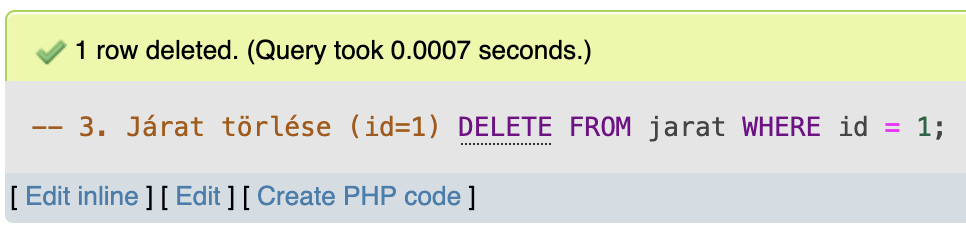 1 row deleted. (Query took 0.0007 seconds.)
-- 3. Járat törlése (id=1) DELETE FROM jarat WHERE id = 1;
[ Edit inline ] [ Edit ] [ Create PHP code ]